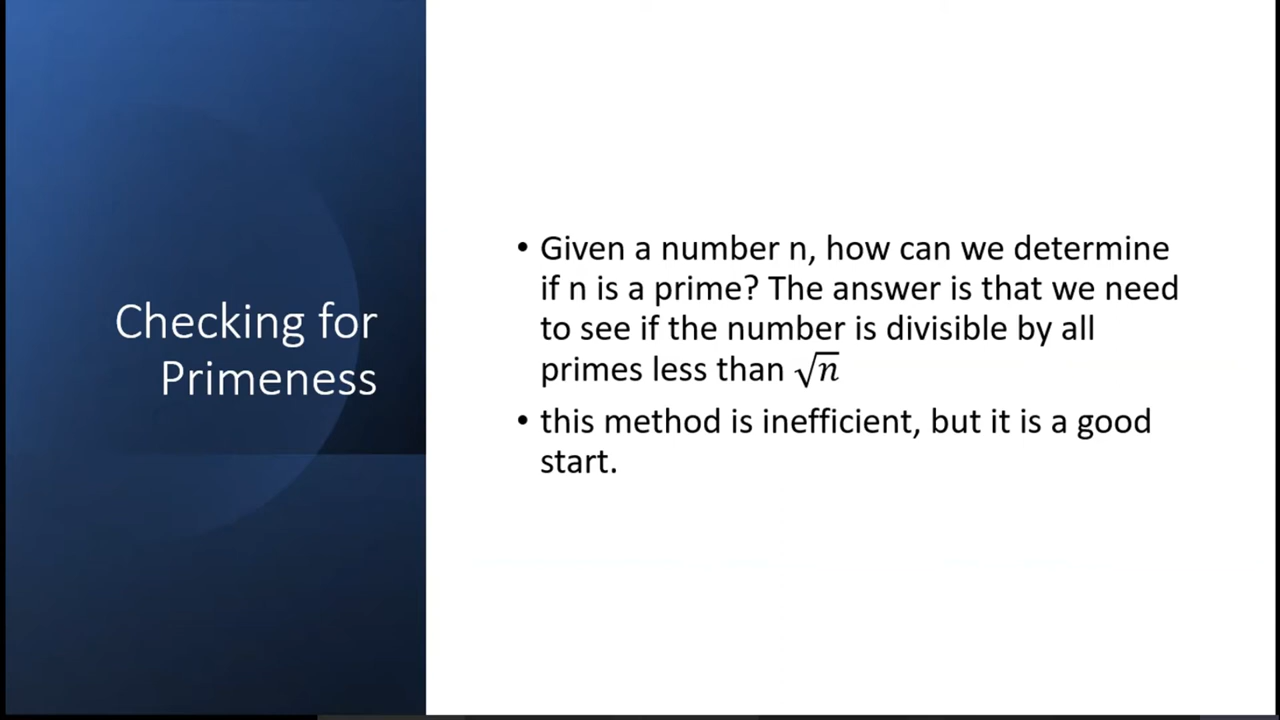 Checking for
Primeness
• Given a number n, how can we determine
if n is a prime? The answer is that we need
to see if the number is divisible by all
primes less than √n
• this method is inefficient, but it is a good
start.